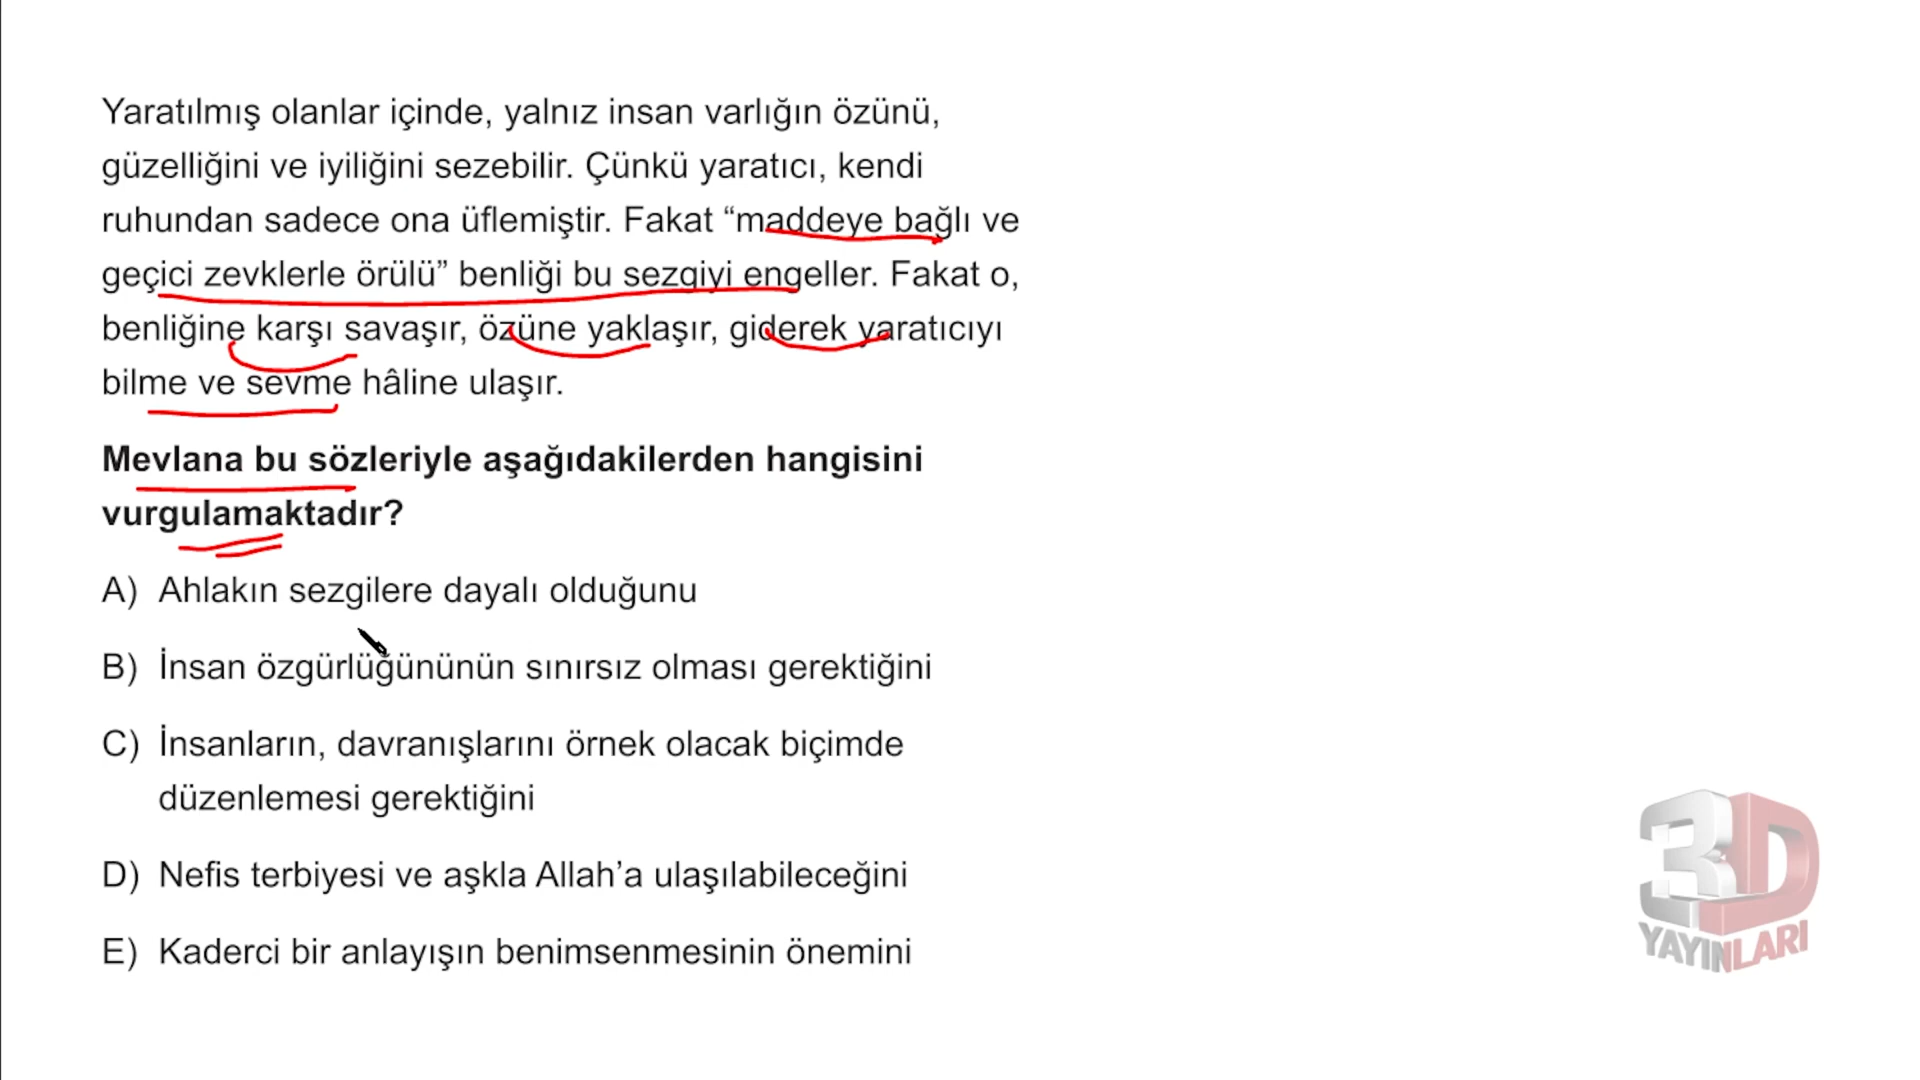 Yaratılmış olanlar içinde, yalnız insan varlığın özünü,
güzelliğini ve iyiliğini sezebilir. Çünkü yaratıcı, kendi
ruhundan sadece ona üflemiştir. Fakat “maddeye bağlı ve
geçici zevklerle örülü” benliği bu sezgiyi engeller. Fakat o,
benliğine karşı savaşır, özüne yaklaşır, giderek yaratıcıyı
bilme ve sevme hâline ulaşır.
Mevlana bu sözleriyle aşağıdakilerden hangisini
vurgulamaktadır?
A) Ahlakın sezgilere dayalı olduğunu
B) İnsan özgürlüğününün sınırsız olması gerektiğini
C) İnsanların, davranışlarını örnek olacak biçimde
düzenlemesi gerektiğini
D) Nefis terbiyesi ve aşkla Allah’a ulaşılabileceğini
E) Kaderci bir anlayışın benimsenmesinin önemini
3D
YAYINLARI